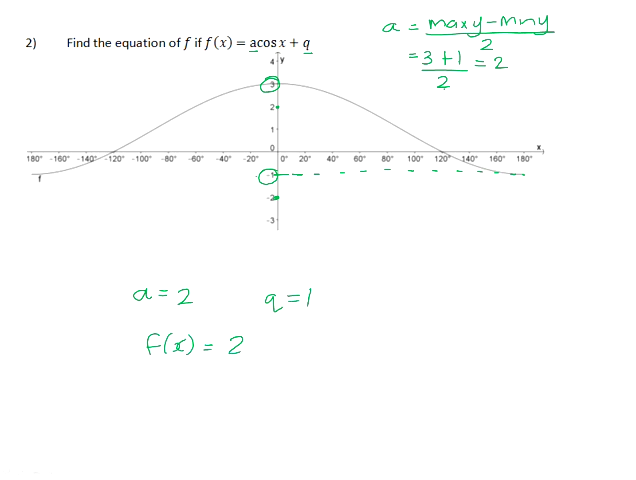 2) Find the equation of f if f(x) = acos x + q
a = max y - min y
2
= 3 + 1 = 2
2
4 y
3
2
1
0 x
180° -160° -140° -120° -100° -80° -60° -40° -20° 0° 20° 40° 60° 80° 100° 120° 140° 160° 180°
f -1
-2
-3
a = 2 q = 1
f(x) = 2